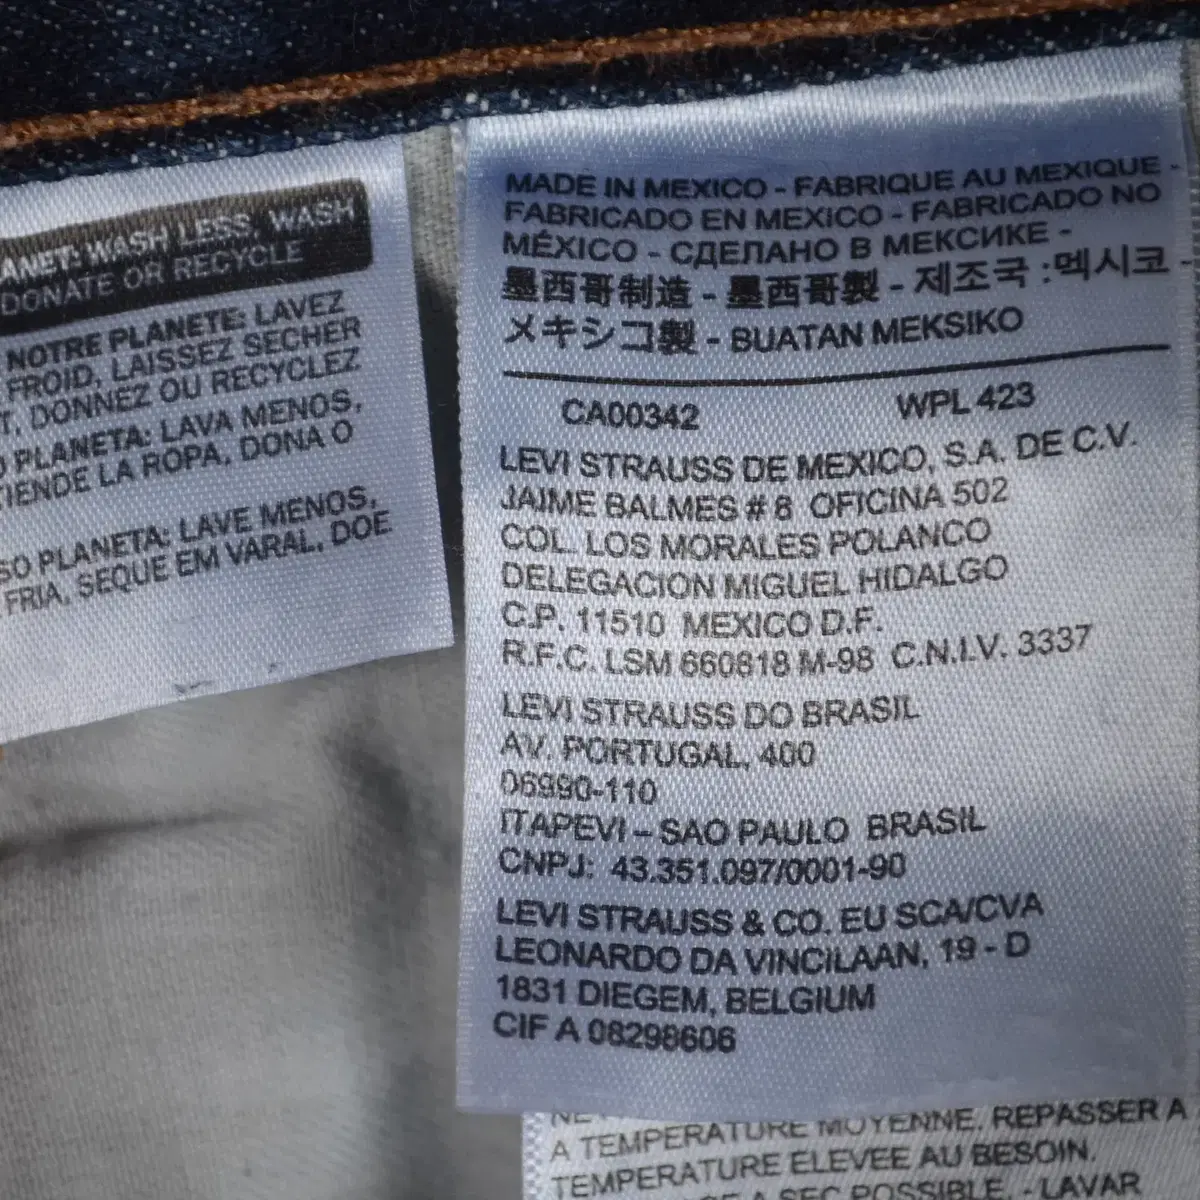 ANET: WASH LESS, WASH
DONATE OR RECYCLE
NOTRE PLANETE: LAVEZ
FROID, LAISSEZ SECHER
T, DONNEZ OU RECYCLEZ
O PLANETA: LAVA MENOS,
TIENDE LA ROPA, DONA O
SO PLANETA: LAVE MENOS,
FRIA, SEQUE EM VARAL, DOE
MADE IN MEXICO - FABRIQUE AU MEXIQUE -
FABRICADO EN MEXICO - FABRICADO NO
MÉXICO - СДЕЛАНО В МЕКСИКЕ -
墨西哥制造 - 墨西哥製 - 제조국 : 멕시코 -
メキシコ製 - BUATAN MEKSIKO
CA00342 WPL 423
LEVI STRAUSS DE MEXICO, S.A. DE C.V.
JAIME BALMES # 8 OFICINA 502
COL. LOS MORALES POLANCO
DELEGACION MIGUEL HIDALGO
C.P. 11510 MEXICO D.F.
R.F.C. LSM 660818 M-98 C.N.I.V. 3337
LEVI STRAUSS DO BRASIL
AV. PORTUGAL, 400
06990-110
ITAPEVI – SAO PAULO BRASIL
CNPJ: 43.351.097/0001-90
LEVI STRAUSS & CO. EU SCA/CVA
LEONARDO DA VINCILAAN, 19 - D
1831 DIEGEM, BELGIUM
CIF A 08298606
A TEMPERATURE MOYENNE. REPASSER A
TEMPERATURE ELEVEE AU BESOIN.
A SEC POSSIBLE. - LAVAR